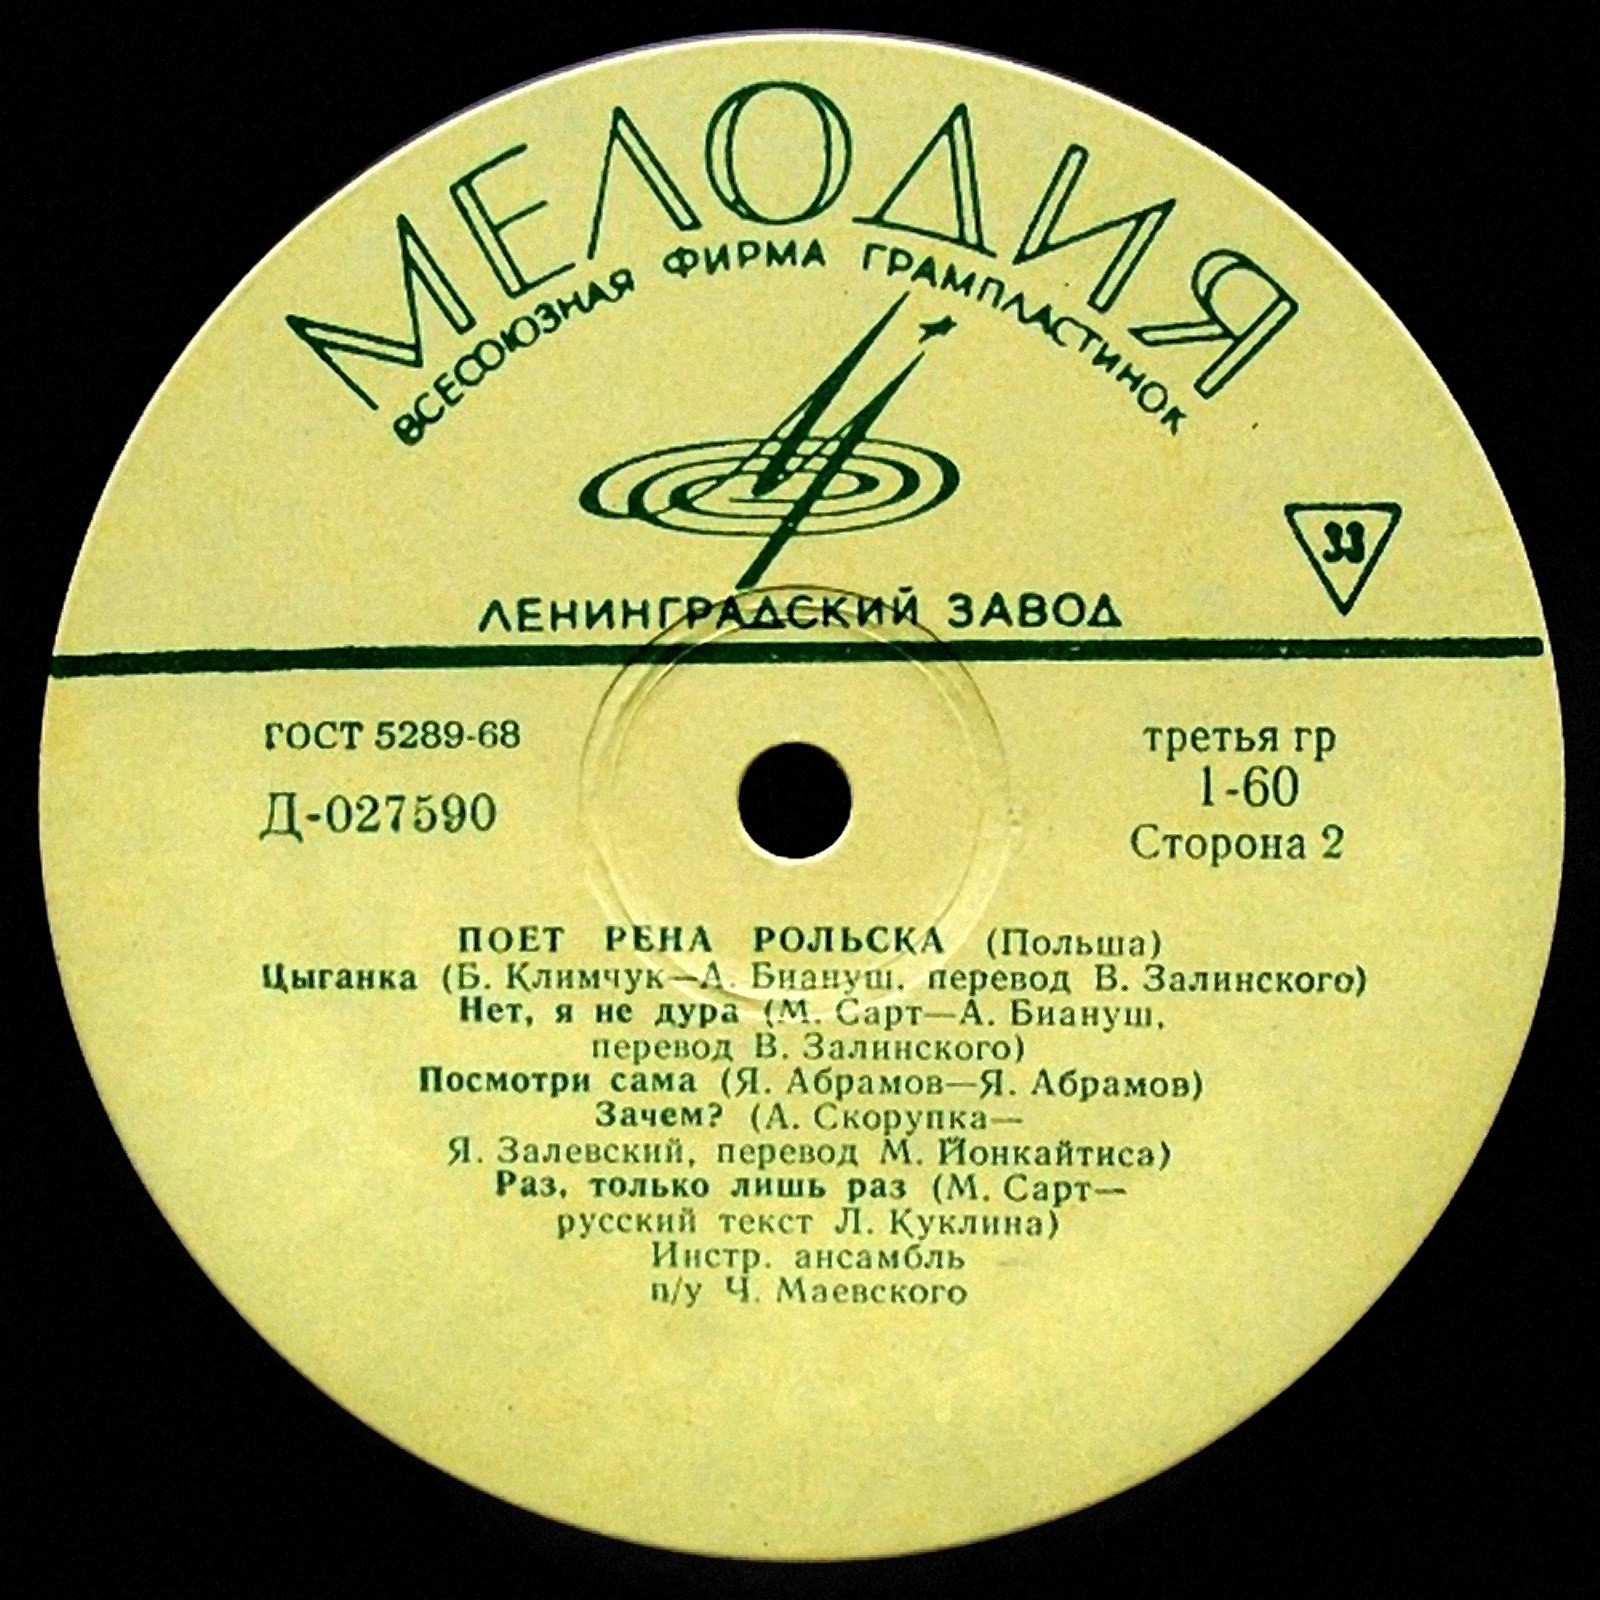 МЕЛОДИЯ
ВСЕСОЮЗНАЯ ФИРМА ГРАМПЛАСТИНОК
33
ЛЕНИНГРАДСКИЙ ЗАВОД
ГОСТ 5289-68
Д-027590
третья гр
1-60
Сторона 2
ПОЕТ РЕНА РОЛЬСКА (Польша)
Цыганка (Б. Климчук—А. Биануш, перевод В. Залинского)
Нет, я не дура (М. Сарт—А. Биануш,
перевод В. Залинского)
Посмотри сама (Я. Абрамов—Я. Абрамов)
Зачем? (А. Скорупка—
Я. Залевский, перевод М. Йонкайтиса)
Раз, только лишь раз (М. Сарт—
русский текст Л. Куклина)
Инстр. ансамбль
п/у Ч. Маевского